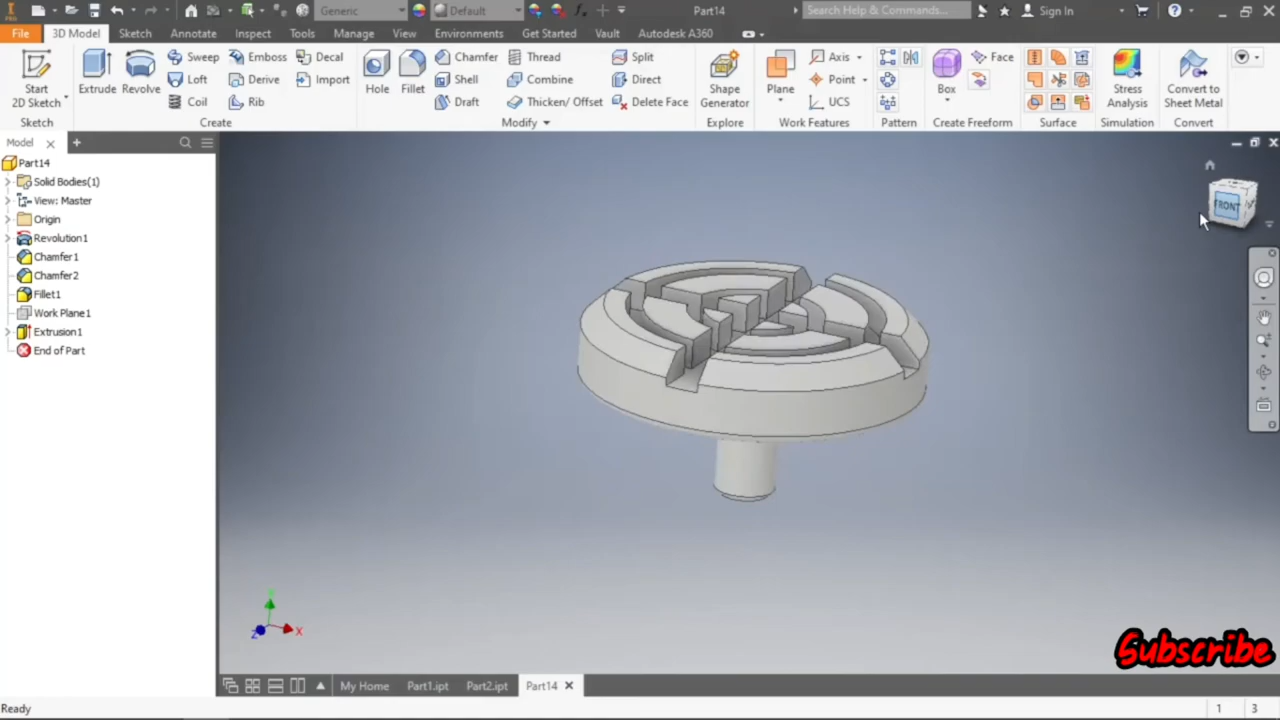 Generic
Default
Part14
Search Help & Commands...
Sign In
PRO
File
3D Model
Sketch
Annotate
Inspect
Tools
Manage
View
Environments
Get Started
Vault
Autodesk A360
Start
2D Sketch
Extrude
Revolve
Sweep
Loft
Coil
Emboss
Derive
Rib
Decal
Import
Hole
Fillet
Chamfer
Shell
Draft
Thread
Combine
Thicken/ Offset
Split
Direct
Delete Face
Shape
Generator
Plane
Axis
Point
UCS
Box
Face
Stress
Analysis
Convert to
Sheet Metal
Sketch
Create
Modify
Explore
Work Features
Pattern
Create Freeform
Surface
Simulation
Convert
Model
Part14
Solid Bodies(1)
View: Master
Origin
Revolution1
Chamfer1
Chamfer2
Fillet1
Work Plane1
Extrusion1
End of Part
FRONT
Y
Z
X
Subscribe
My Home
Part1.ipt
Part2.ipt
Part14
Ready
1
3